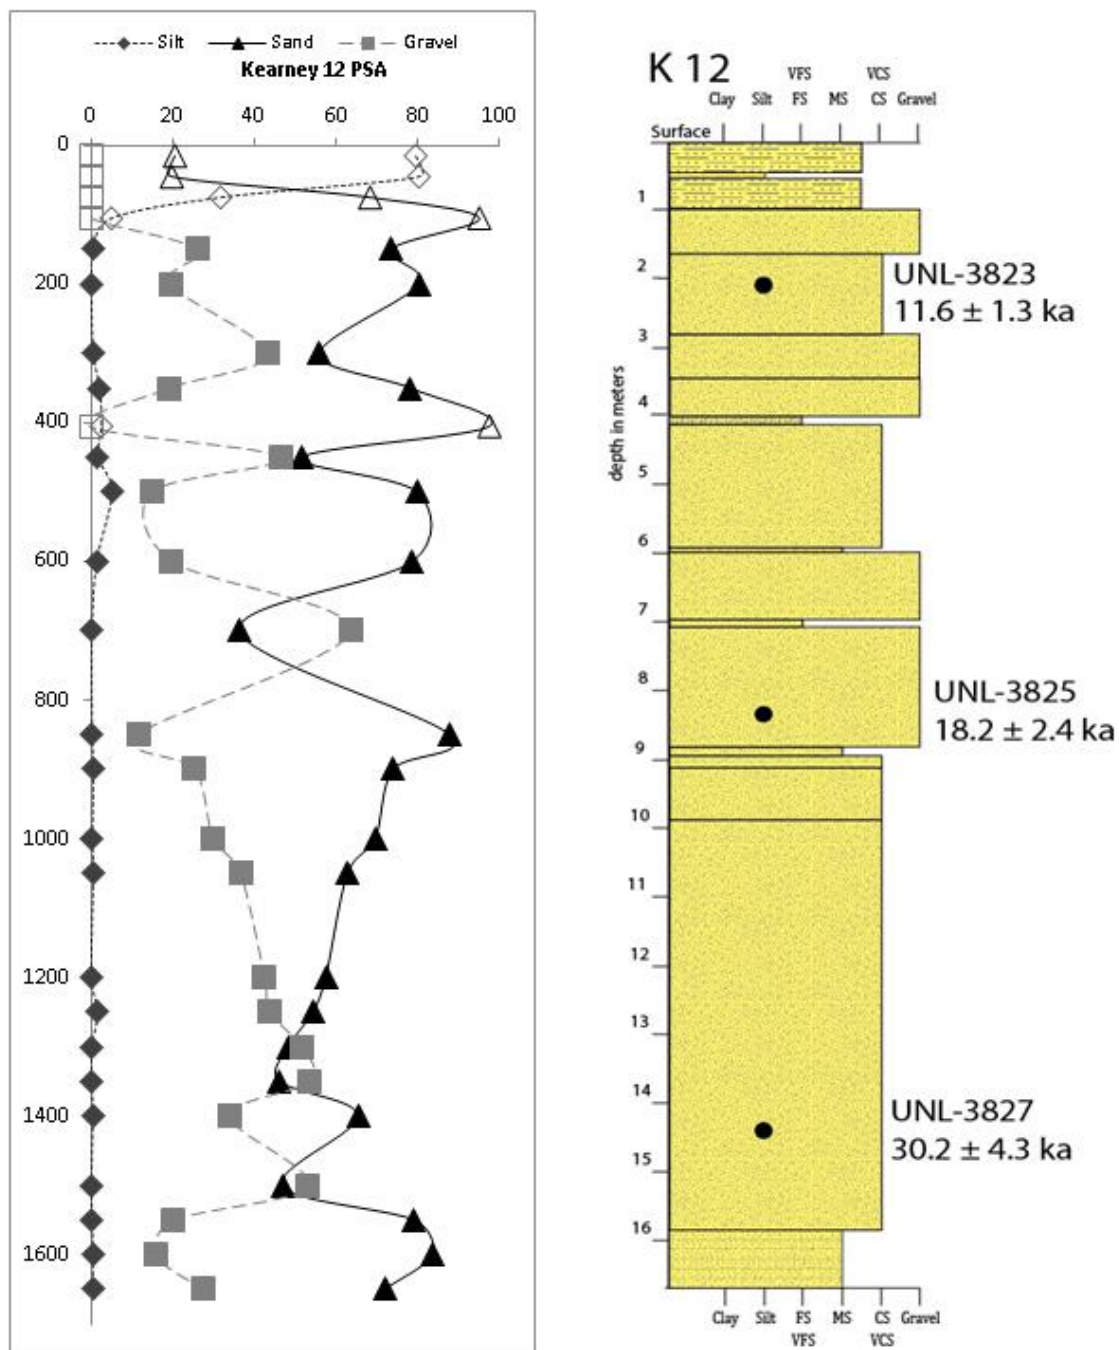 Silt Sand Gravel
Kearney 12 PSA
0 20 40 60 80 100
0
200
400
600
800
1000
1200
1400
1600
K 12
VFS VCS
Clay Silt FS MS CS Gravel
Surface
depth in meters
1
2
3
4
5
6
7
8
9
10
11
12
13
14
15
16
UNL-3823
11.6 ± 1.3 ka
UNL-3825
18.2 ± 2.4 ka
UNL-3827
30.2 ± 4.3 ka
Clay Silt FS MS CS Gravel
VFS VCS